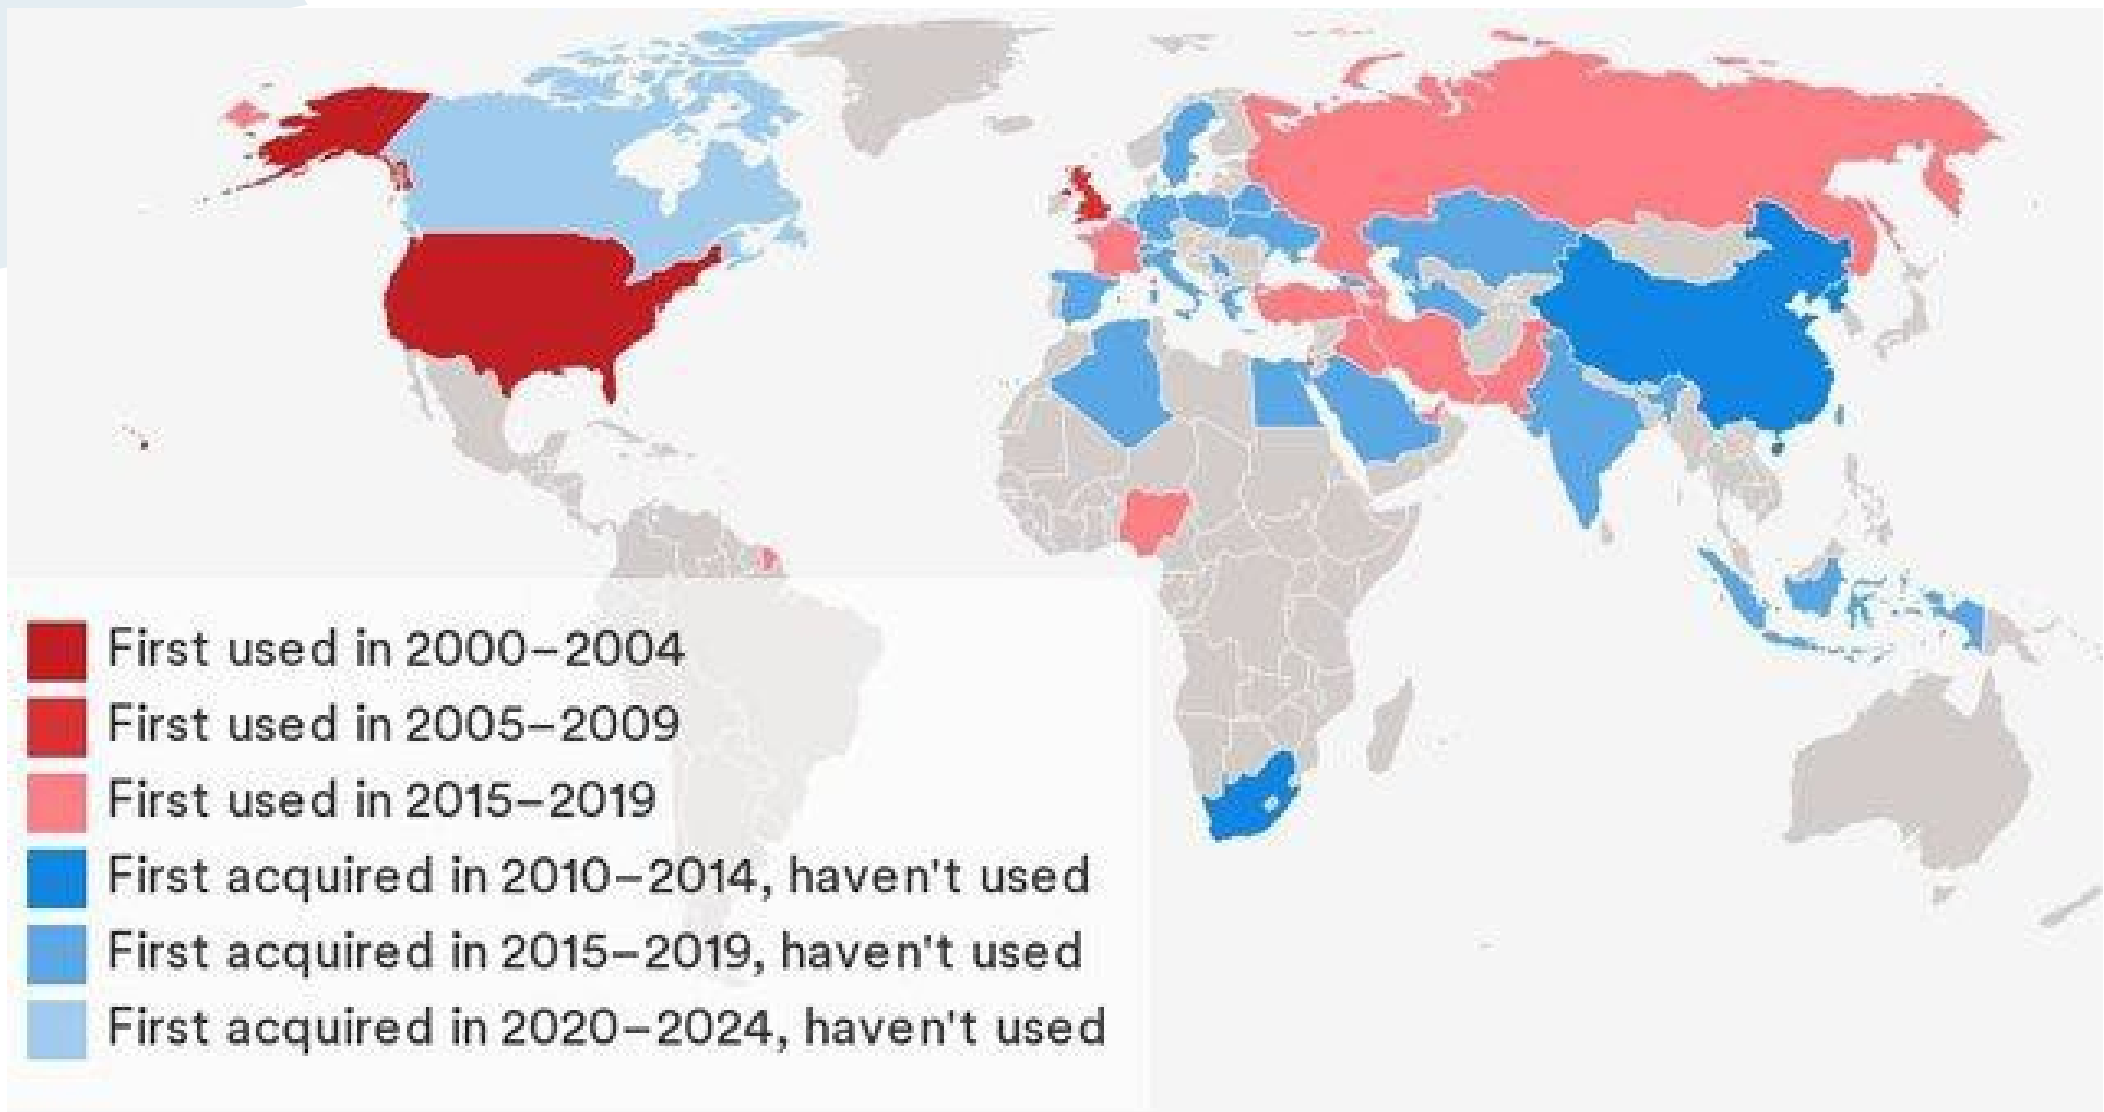 First used in 2000–2004
First used in 2005–2009
First used in 2015–2019
First acquired in 2010–2014, haven't used
First acquired in 2015–2019, haven't used
First acquired in 2020–2024, haven't used